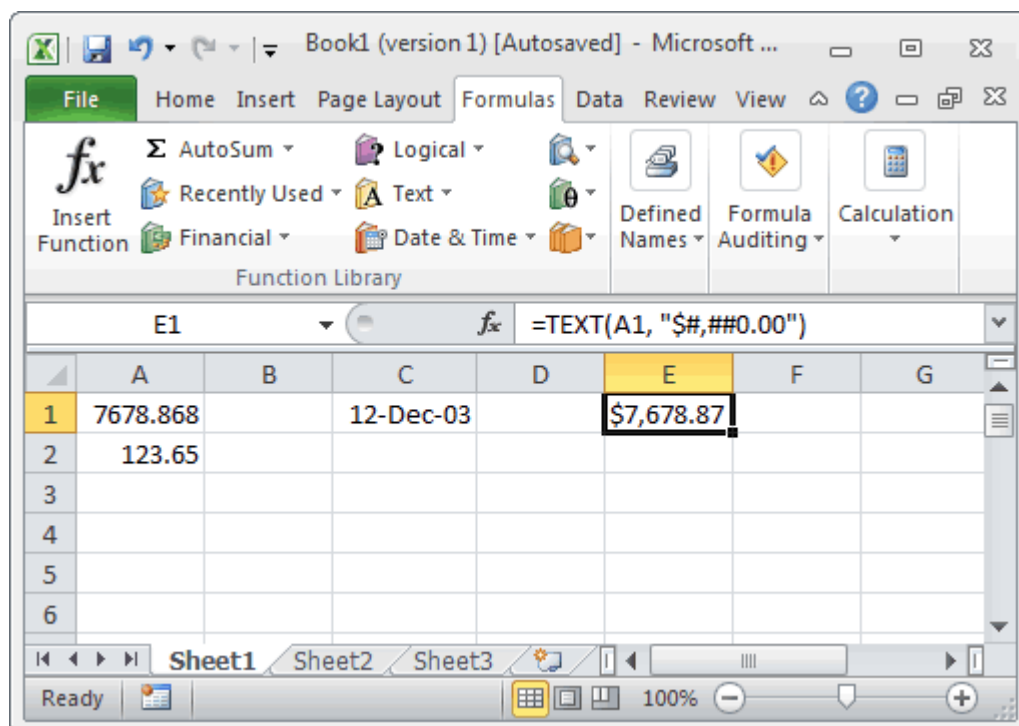 Book1 (version 1) [Autosaved] - Microsoft ...
File Home Insert Page Layout Formulas Data Review View
fx Insert Function
Σ AutoSum
Recently Used
Financial
Logical
A Text
Date & Time
θ
Defined Names
Formula Auditing
Calculation
Function Library
E1 fx =TEXT(A1, "$#,##0.00")
A B C D E F G
1 7678.868 12-Dec-03 $7,678.87
2 123.65
3
4
5
6
Sheet1 Sheet2 Sheet3
Ready 100%